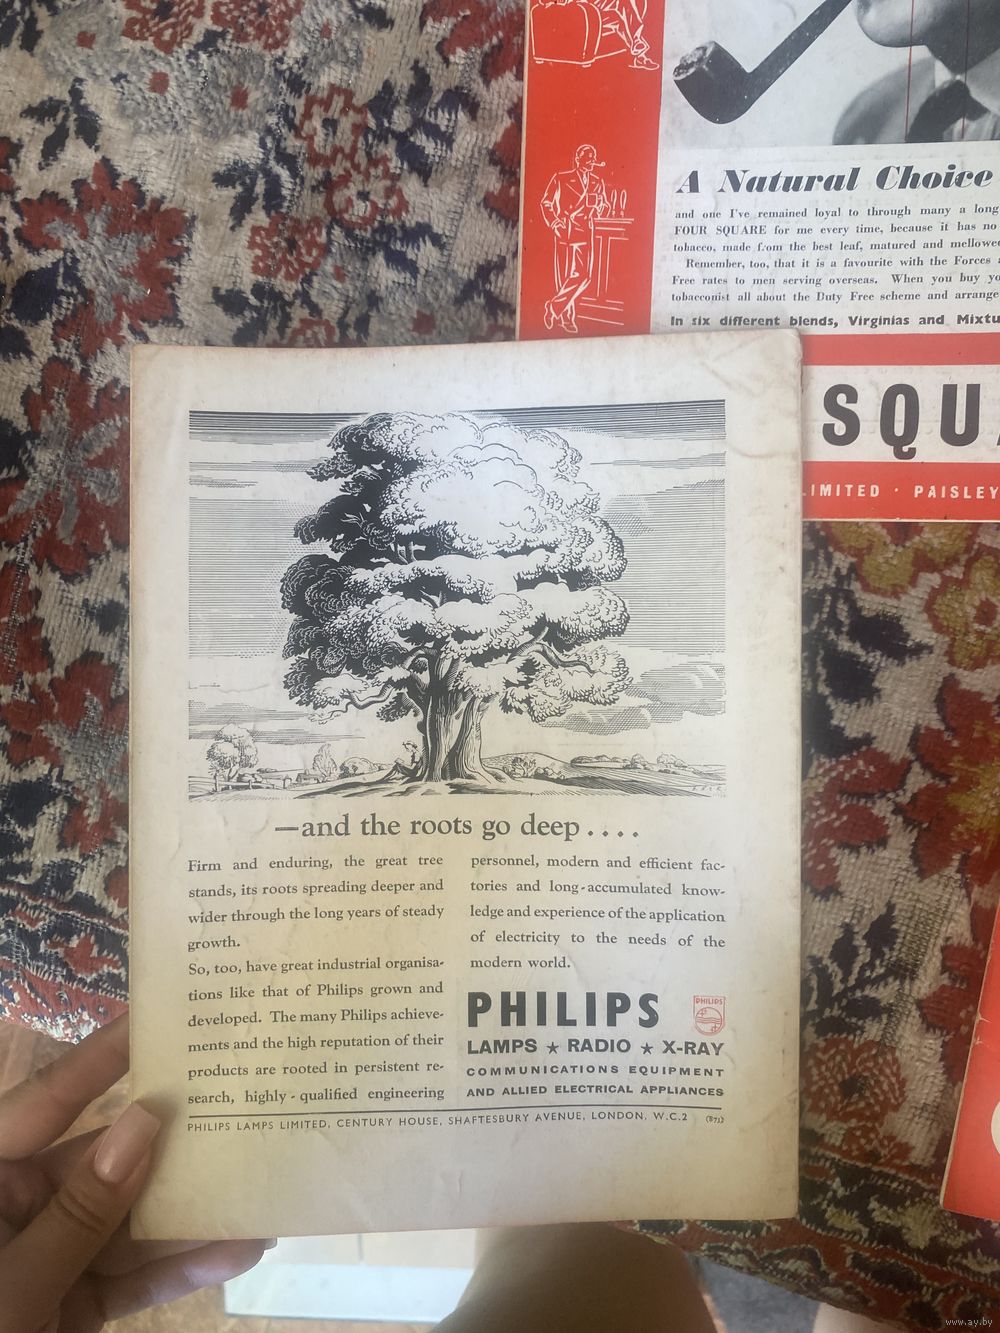 A Natural Choice
and one I've remained loyal to through many a long
FOUR SQUARE for me every time, because it has no
tobacco, made from the best leaf, matured and mellowe
Remember, too, that it is a favourite with the Forces
Free rates to men serving overseas. When you buy yo
tobacconist all about the Duty Free scheme and arrange
In six different blends, Virginias and Mixtu
SQU
LIMITED · PAISLEY
—and the roots go deep . . . .
Firm and enduring, the great tree
stands, its roots spreading deeper and
wider through the long years of steady
growth.
So, too, have great industrial organisa-
tions like that of Philips grown and
developed. The many Philips achieve-
ments and the high reputation of their
products are rooted in persistent re-
search, highly-qualified engineering
personnel, modern and efficient fac-
tories and long-accumulated know-
ledge and experience of the application
of electricity to the needs of the
modern world.
PHILIPS
PHILIPS
LAMPS ★ RADIO ★ X-RAY
COMMUNICATIONS EQUIPMENT
AND ALLIED ELECTRICAL APPLIANCES
PHILIPS LAMPS LIMITED, CENTURY HOUSE, SHAFTESBURY AVENUE, LONDON, W.C.2 (B73)
www.ay.by